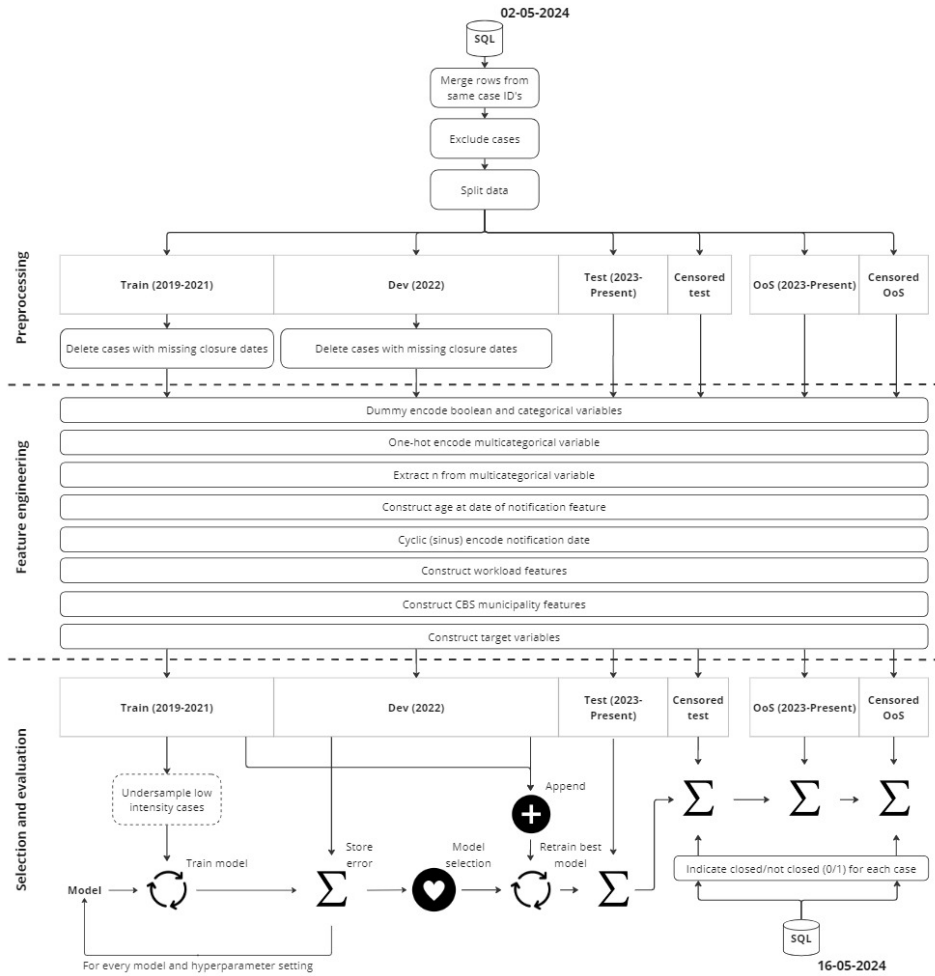 02-05-2024
SQL
Merge rows from
same case ID's
Exclude cases
Split data
Preprocessing
Train (2019-2021)
Dev (2022)
Test (2023-
Present)
Censored
test
OoS (2023-Present)
Censored
OoS
Delete cases with missing closure dates
Delete cases with missing closure dates
Feature engineering
Dummy encode boolean and categorical variables
One-hot encode multicategorical variable
Extract n from multicategorical variable
Construct age at date of notification feature
Cyclic (sinus) encode notification date
Construct workload features
Construct CBS municipality features
Construct target variables
Selection and evaluation
Train (2019-2021)
Dev (2022)
Test (2023-
Present)
Censored
test
OoS (2023-Present)
Censored
OoS
Undersample low
intensity cases
Append
Train model
Store
error
Model
selection
Retrain best
model
Model
Indicate closed/not closed (0/1) for each case
SQL
For every model and hyperparameter setting
16-05-2024